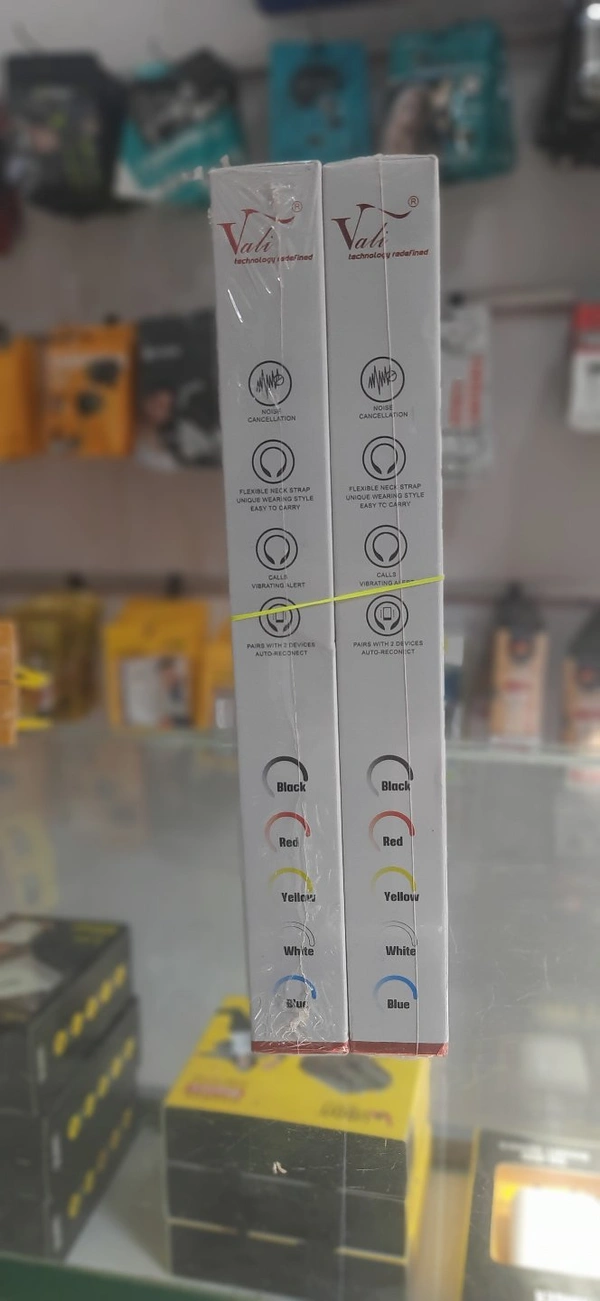 Vali ®
technology redefined
NOISE
CANCELLATION
FLEXIBLE NECK STRAP
UNIQUE WEARING STYLE
EASY TO CARRY
CALLS
VIBRATING ALERT
PAIRS WITH 2 DEVICES
AUTO-RECONECT
Black
Red
Yellow
White
Blue
Vali ®
technology redefined
NOISE
CANCELLATION
FLEXIBLE NECK STRAP
UNIQUE WEARING STYLE
EASY TO CARRY
CALLS
VIBRATING ALERT
PAIRS WITH 2 DEVICES
AUTO-RECONECT
Black
Red
Yellow
White
Blue